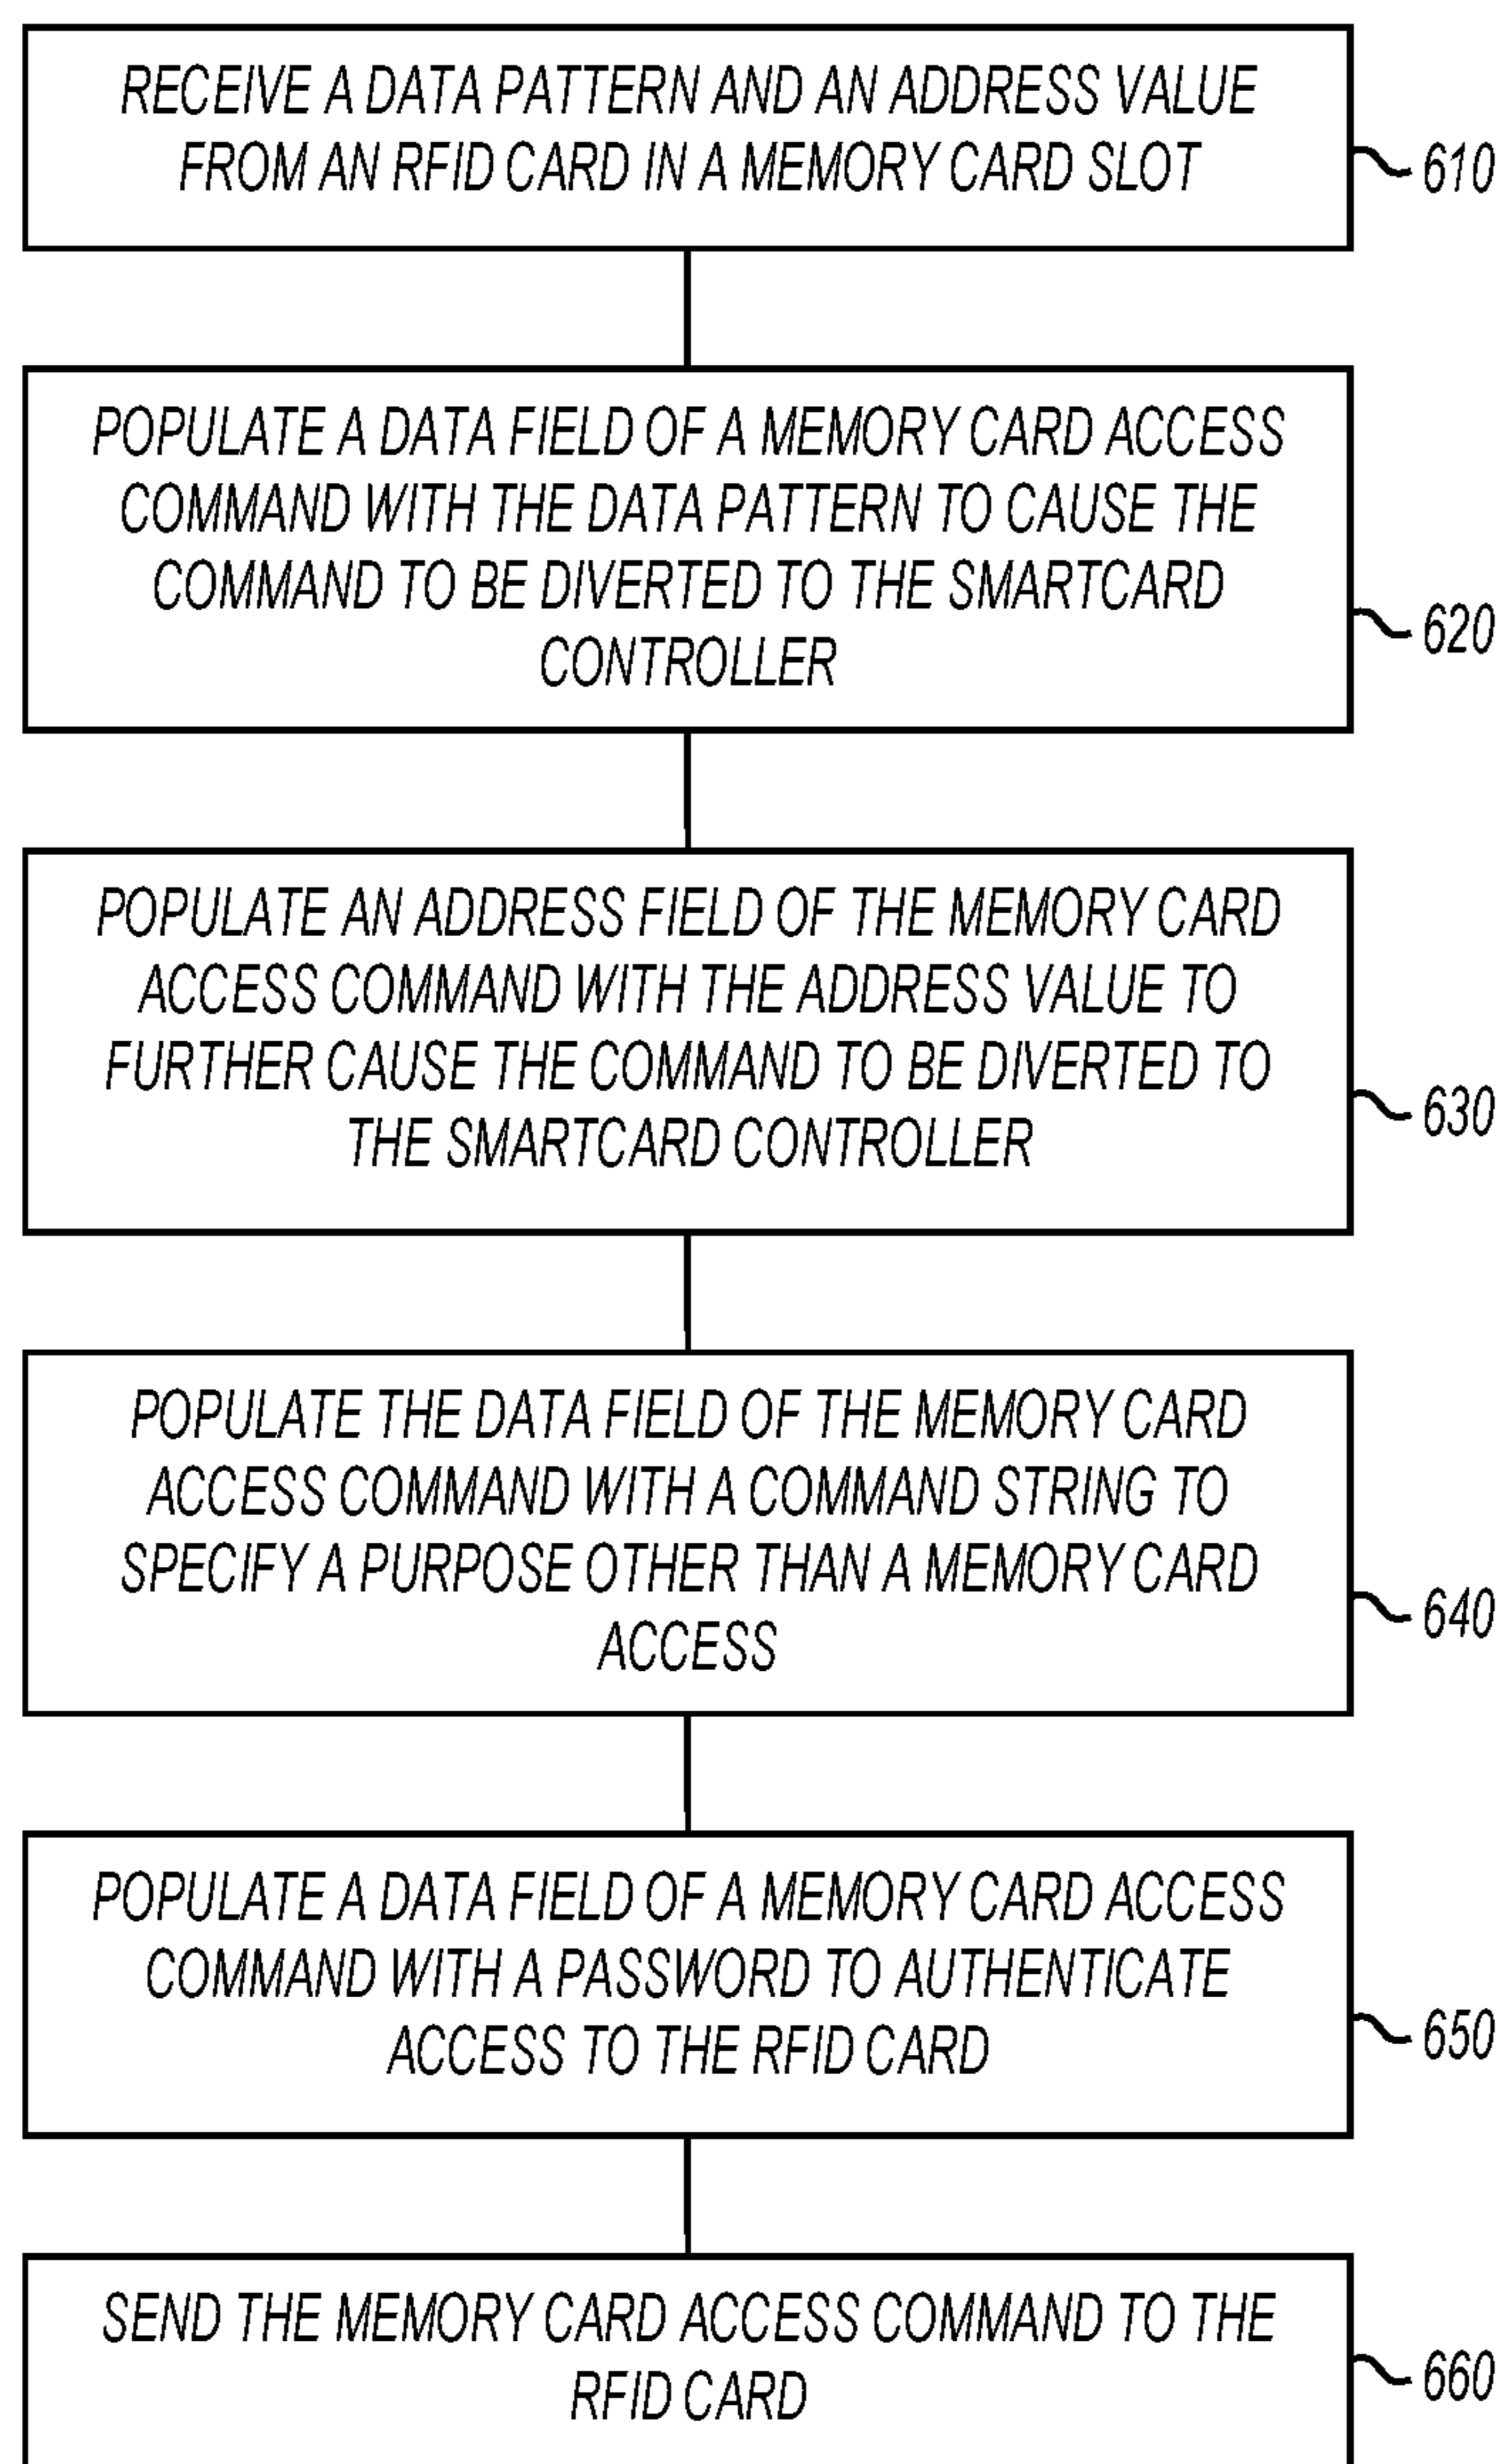 RECEIVE A DATA PATTERN AND AN ADDRESS VALUE
FROM AN RFID CARD IN A MEMORY CARD SLOT
610
POPULATE A DATA FIELD OF A MEMORY CARD ACCESS
COMMAND WITH THE DATA PATTERN TO CAUSE THE
COMMAND TO BE DIVERTED TO THE SMARTCARD
CONTROLLER
620
POPULATE AN ADDRESS FIELD OF THE MEMORY CARD
ACCESS COMMAND WITH THE ADDRESS VALUE TO
FURTHER CAUSE THE COMMAND TO BE DIVERTED TO
THE SMARTCARD CONTROLLER
630
POPULATE THE DATA FIELD OF THE MEMORY CARD
ACCESS COMMAND WITH A COMMAND STRING TO
SPECIFY A PURPOSE OTHER THAN A MEMORY CARD
ACCESS
640
POPULATE A DATA FIELD OF A MEMORY CARD ACCESS
COMMAND WITH A PASSWORD TO AUTHENTICATE
ACCESS TO THE RFID CARD
650
SEND THE MEMORY CARD ACCESS COMMAND TO THE
RFID CARD
660